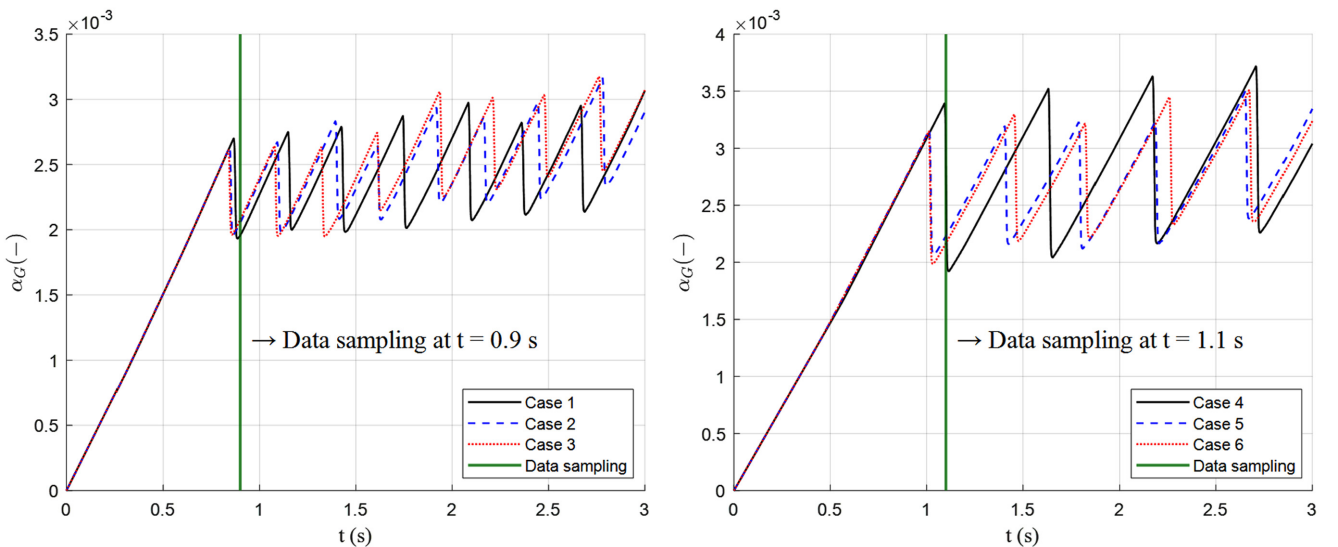 ×10⁻³
3.5
3
2.5
2
1.5
1
0.5
0
α_G(−)
0
0.5
1
1.5
2
2.5
3
t (s)
→ Data sampling at t = 0.9 s
Case 1
Case 2
Case 3
Data sampling
×10⁻³
4
3.5
3
2.5
2
1.5
1
0.5
0
α_G(−)
0
0.5
1
1.5
2
2.5
3
t (s)
→ Data sampling at t = 1.1 s
Case 4
Case 5
Case 6
Data sampling